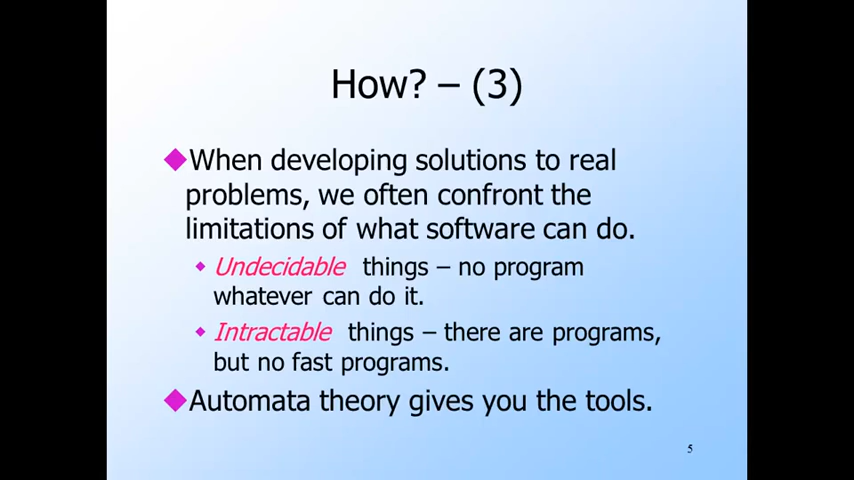 How? – (3)
When developing solutions to real
problems, we often confront the
limitations of what software can do.
Undecidable things – no program
whatever can do it.
Intractable things – there are programs,
but no fast programs.
Automata theory gives you the tools.
5